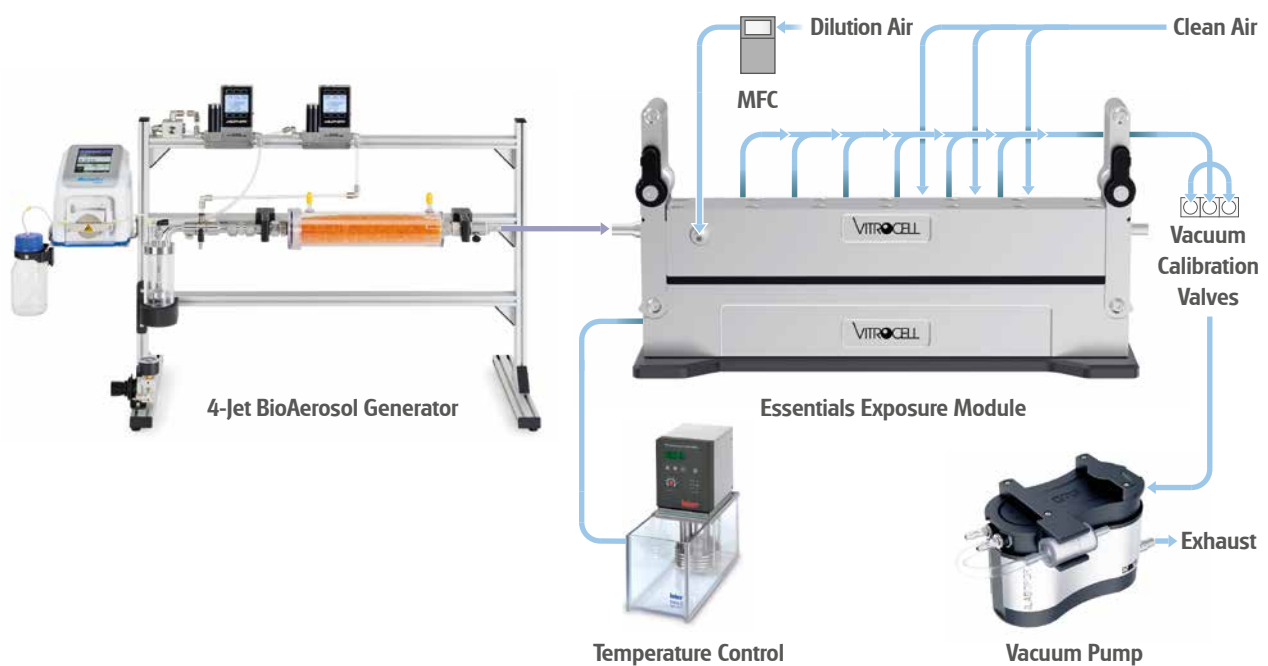 Dilution Air
Clean Air
MFC
VITROCELL
Vacuum
Calibration
Valves
VITROCELL
4-Jet BioAerosol Generator
Essentials Exposure Module
huber
Exhaust
Temperature Control
Vacuum Pump